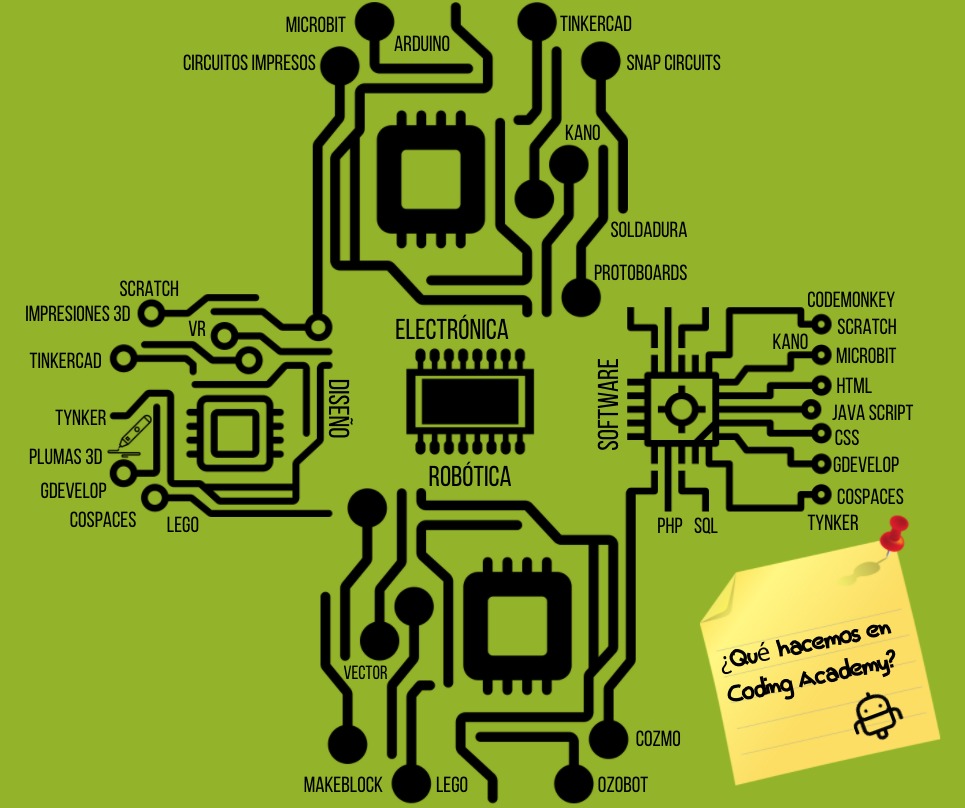 MICROBIT
ARDUINO
TINKERCAD
CIRCUITOS IMPRESOS
SNAP CIRCUITS
KANO
SOLDADURA
PROTOBOARDS
ELECTRÓNICA
SCRATCH
IMPRESIONES 3D
VR
TINKERCAD
TYNKER
PLUMAS 3D
GDEVELOP
COSPACES
LEGO
DISEÑO
ROBÓTICA
SOFTWARE
CODEMONKEY
SCRATCH
KANO
MICROBIT
HTML
JAVA SCRIPT
CSS
GDEVELOP
COSPACES
TYNKER
PHP
SQL
VECTOR
MAKEBLOCK
LEGO
OZOBOT
COZMO
¿Qué hacemos en
Coding Academy?